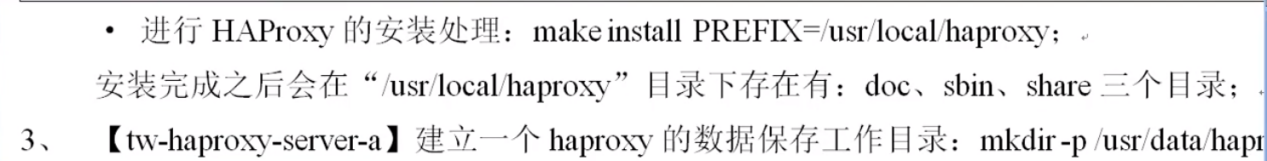 • 进行 HAProxy 的安装处理：make install PREFIX=/usr/local/haproxy；
安装完成之后会在“/usr/local/haproxy”目录下存在有：doc、sbin、share 三个目录；
3、 【tw-haproxy-server-a】建立一个 haproxy 的数据保存工作目录：mkdir -p /usr/data/hapr